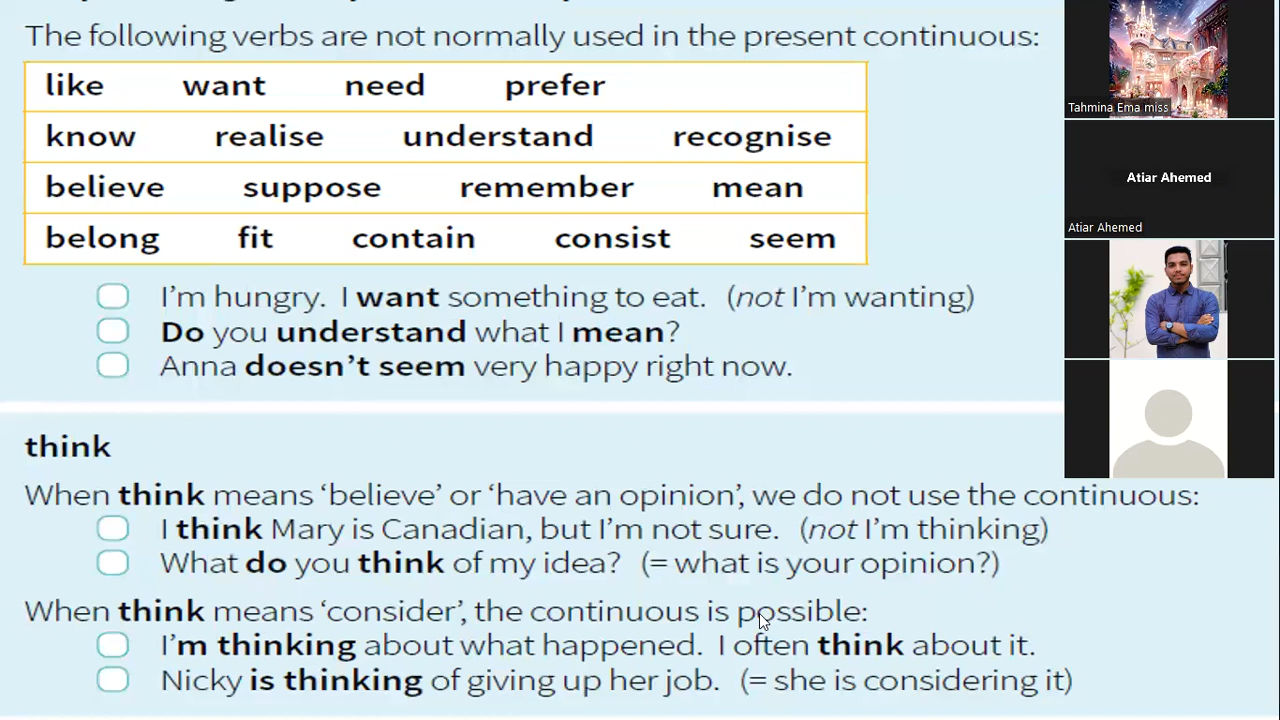 The following verbs are not normally used in the present continuous:
like want need prefer
know realise understand recognise
believe suppose remember mean
belong fit contain consist seem
I'm hungry. I want something to eat. (not I'm wanting)
Do you understand what I mean?
Anna doesn't seem very happy right now.
think
When think means ‘believe’ or ‘have an opinion’, we do not use the continuous:
I think Mary is Canadian, but I'm not sure. (not I'm thinking)
What do you think of my idea? (= what is your opinion?)
When think means ‘consider’, the continuous is possible:
I'm thinking about what happened. I often think about it.
Nicky is thinking of giving up her job. (= she is considering it)
Tahmina Ema miss
Atiar Ahemed
Atiar Ahemed